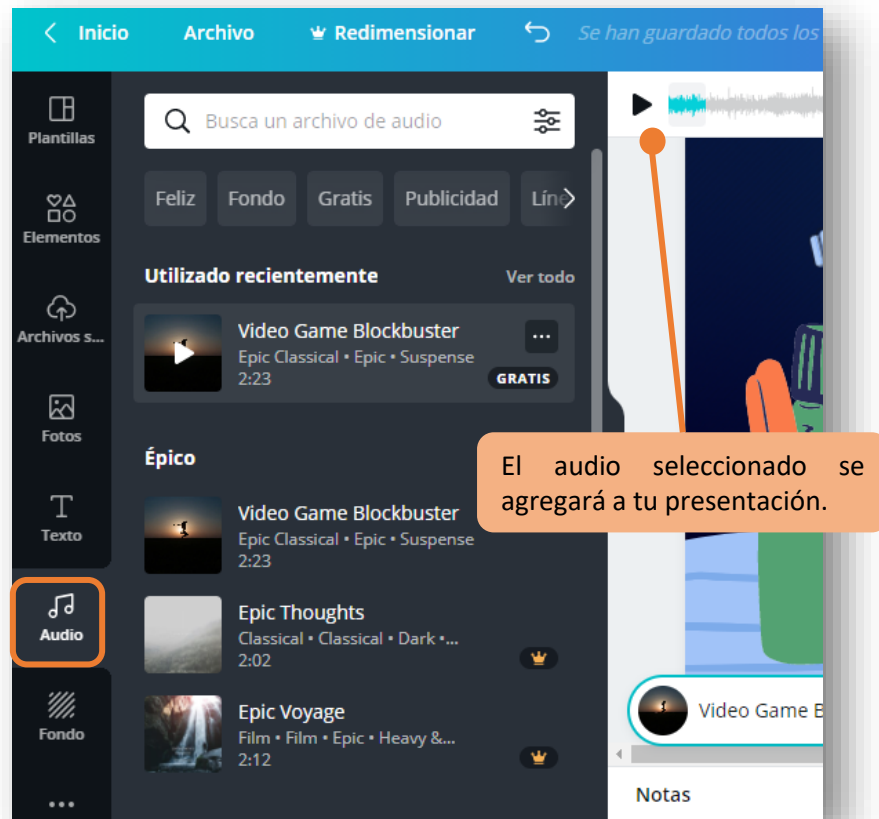 Inicio Archivo Redimensionar Se han guardado todos los
Plantillas
Elementos
Archivos s...
Fotos
Texto
Audio
Fondo
Busca un archivo de audio
Feliz Fondo Gratis Publicidad Líne
Utilizado recientemente Ver todo
Video Game Blockbuster
Epic Classical • Epic • Suspense
2:23 GRATIS
Épico
Video Game Blockbuster
Epic Classical • Epic • Suspense
2:23
Epic Thoughts
Classical • Classical • Dark •...
2:02
Epic Voyage
Film • Film • Epic • Heavy &...
2:12
El audio seleccionado se
agregará a tu presentación.
Video Game B
Notas